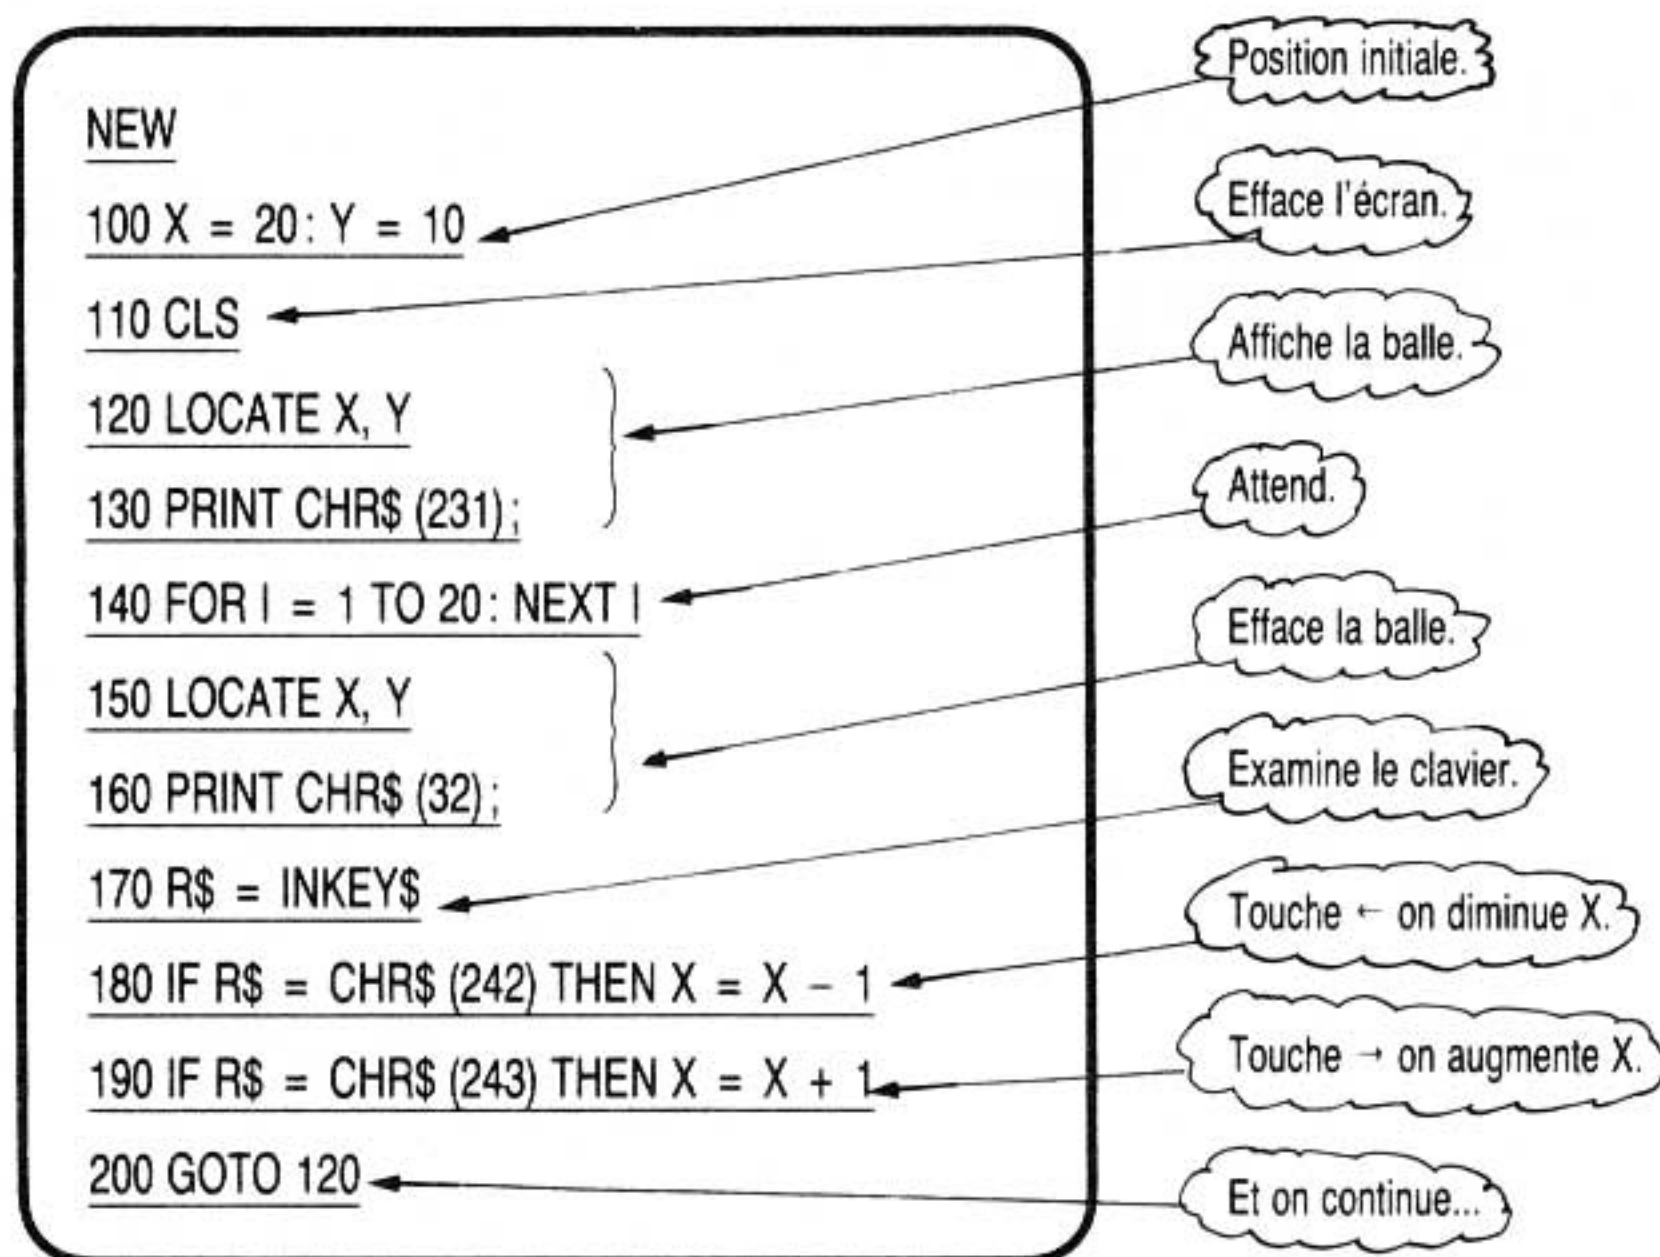 NEW
Position initiale.
100 X = 20 : Y = 10
Efface l'écran.
110 CLS
Affiche la balle.
120 LOCATE X, Y
130 PRINT CHR$ (231) ;
Attend.
140 FOR I = 1 TO 20 : NEXT I
Efface la balle.
150 LOCATE X, Y
160 PRINT CHR$ (32) ;
Examine le clavier.
170 R$ = INKEY$
Touche ← on diminue X.
180 IF R$ = CHR$ (242) THEN X = X – 1
Touche → on augmente X.
190 IF R$ = CHR$ (243) THEN X = X + 1
200 GOTO 120
Et on continue...